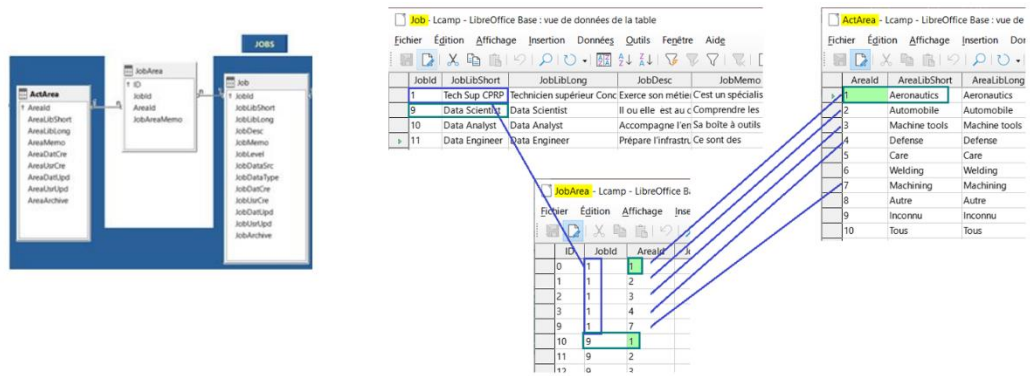 JOBS
ActArea
AreaId
AreaLibShort
AreaLibLong
AreaMemo
AreaDatCre
AreaUsrCre
AreaDatUpd
AreaUsrUpd
AreaArchive
JobArea
ID
JobId
AreaId
JobAreaMemo
Job
JobId
JobLibShort
JobLibLong
JobDesc
JobMemo
JobLevel
JobDataSrc
JobDataType
JobDatCre
JobUsrCre
JobDatUpd
JobUsrUpd
JobArchive
Job - Lcamp - LibreOffice Base : vue de données de la table
Fichier Édition Affichage Insertion Données Outils Fenêtre Aide
JobId JobLibShort JobLibLong JobDesc JobMemo
1 Tech Sup CPRP Technicien supérieur Conc Exerce son métier C'est un spécialis
9 Data Scientist Data Scientist Il ou elle est au c Comprendre les
10 Data Analyst Data Analyst Accompagne l'en Sa boîte à outils
11 Data Engineer Data Engineer Prépare l'infrastru Ce sont des
JobArea - Lcamp - LibreOffice B
Fichier Édition Affichage Inse
ID JobId AreaId
0 1 1
1 1 2
2 1 3
3 1 4
9 1 7
10 9 1
11 9 2
12 9 3
ActArea - Lcamp - LibreOffice Base : vue de
Fichier Édition Affichage Insertion Don
AreaId AreaLibShort AreaLibLong
1 Aeronautics Aeronautics
2 Automobile Automobile
3 Machine tools Machine tools
4 Defense Defense
5 Care Care
6 Welding Welding
7 Machining Machining
8 Autre Autre
9 Inconnu Inconnu
10 Tous Tous